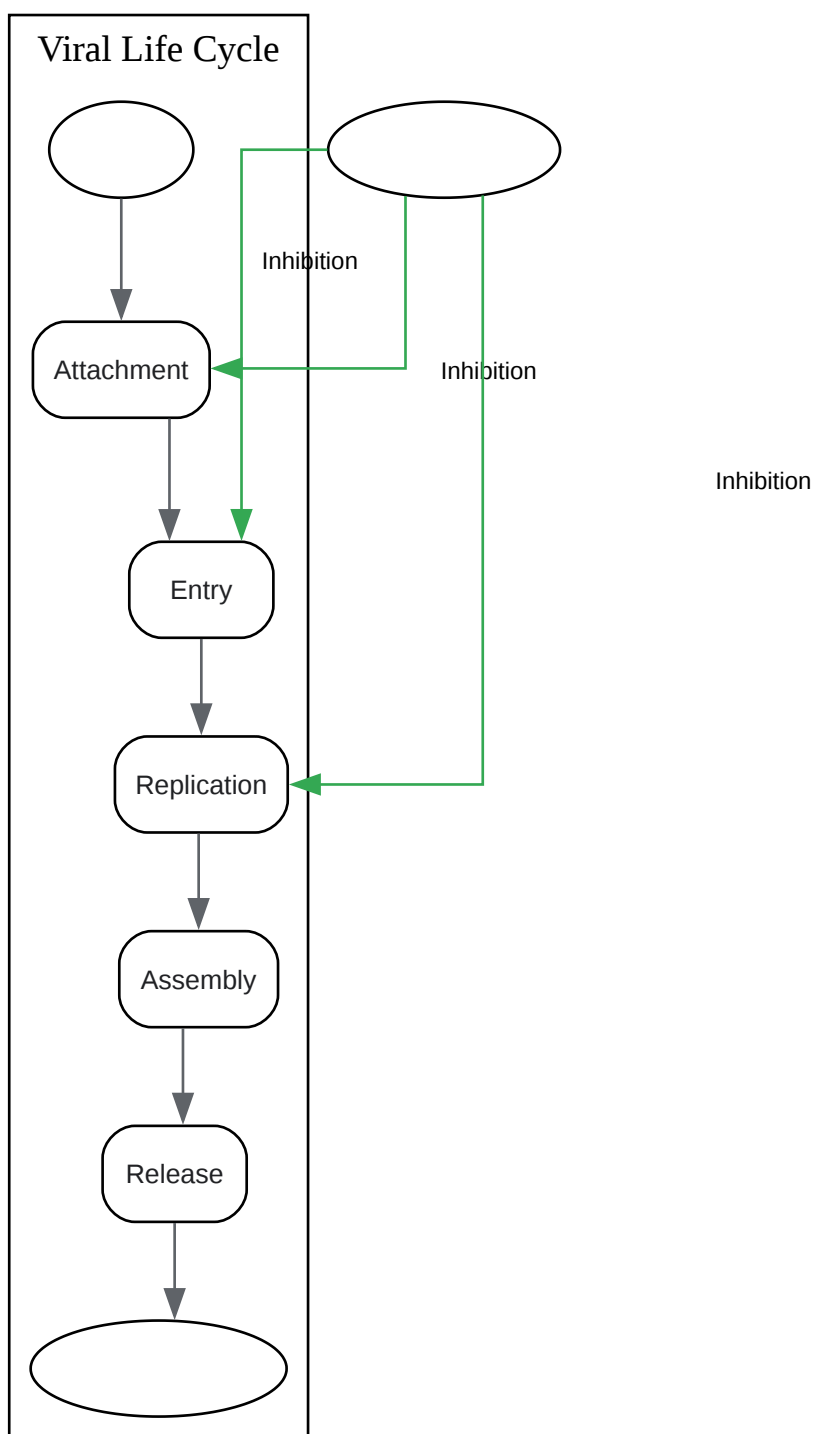 Viral Life Cycle
Inhibition
Attachment
Inhibition
Inhibition
Entry
Replication
Assembly
Release